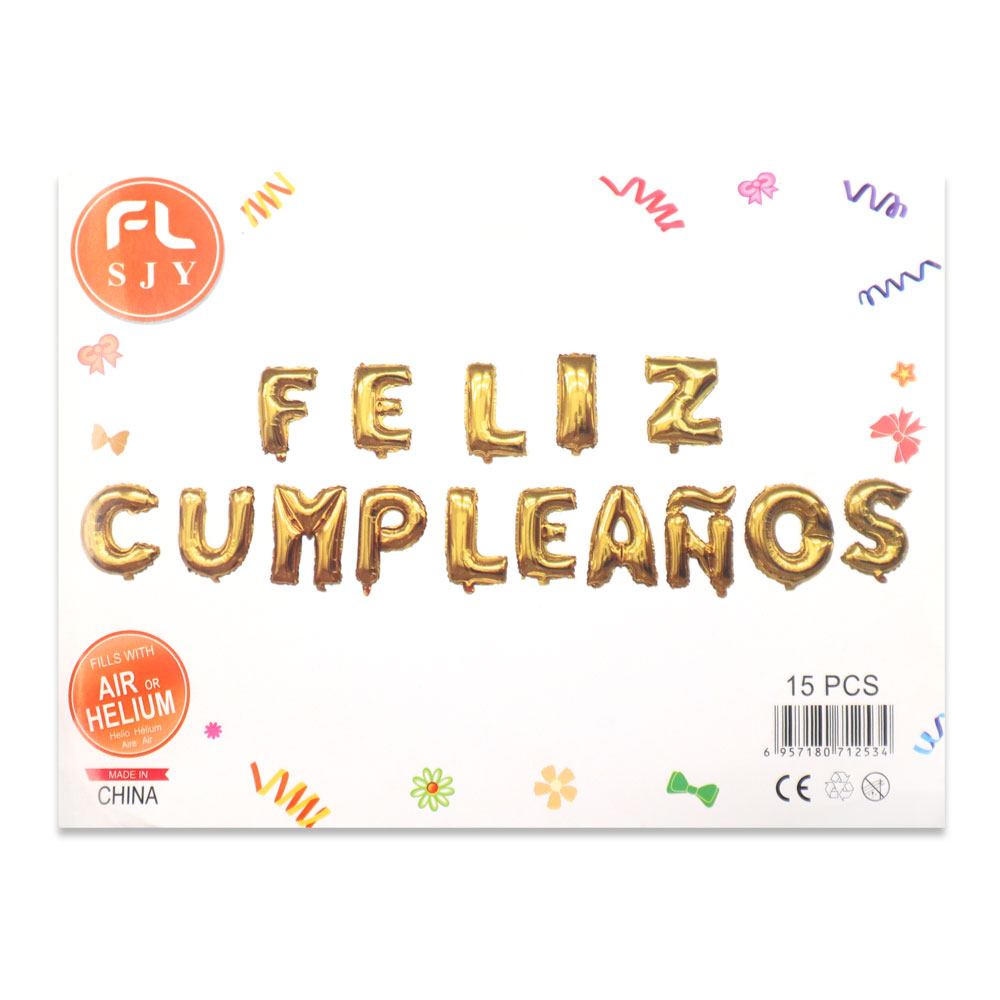 FL
SJY
FELIZ
CUMPLEAÑOS
FILLS WITH
AIR OR
HELIUM
Helio Hélium
Aire Air
MADE IN
CHINA
15 PCS
6 957180 712534
CE